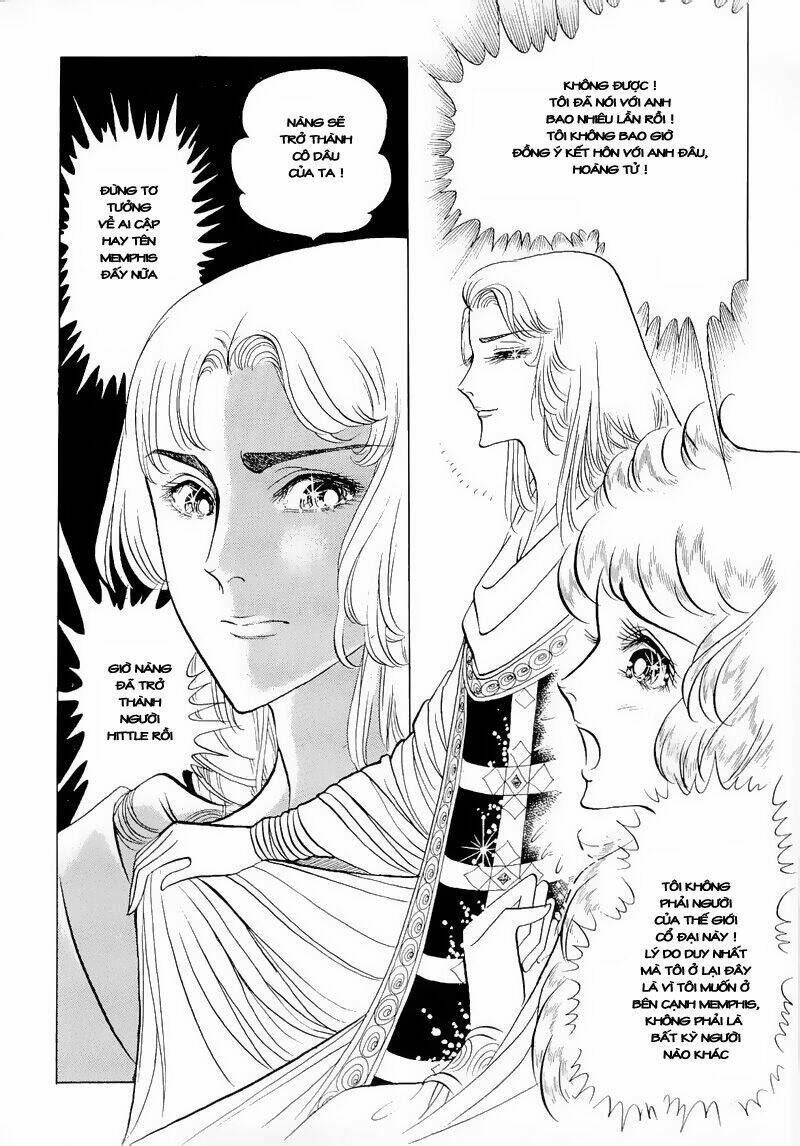 KHÔNG ĐƯỢC !
TÔI ĐÃ NÓI VỚI ANH
BAO NHIÊU LẦN RỒI !
TÔI KHÔNG BAO GIỜ
ĐỒNG Ý KẾT HÔN VỚI ANH ĐÂU,
HOÀNG TỬ !
NÀNG SẼ
TRỞ THÀNH
CÔ DÂU
CỦA TA !
ĐỪNG TƠ
TƯỞNG
VỀ AI CẬP
HAY TÊN
MEMPHIS
ĐẤY NỮA
GIỜ NÀNG
ĐÃ TRỞ
THÀNH
NGƯỜI
HITTLE RỒI
TÔI KHÔNG
PHẢI NGƯỜI
CỦA THẾ GIỚI
CỔ ĐẠI NÀY !
LÝ DO DUY NHẤT
MÀ TÔI Ở LẠI ĐÂY
LÀ VÌ TÔI MUỐN Ở
BÊN CẠNH MEMPHIS,
KHÔNG PHẢI LÀ
BẤT KỲ NGƯỜI
NÀO KHÁC